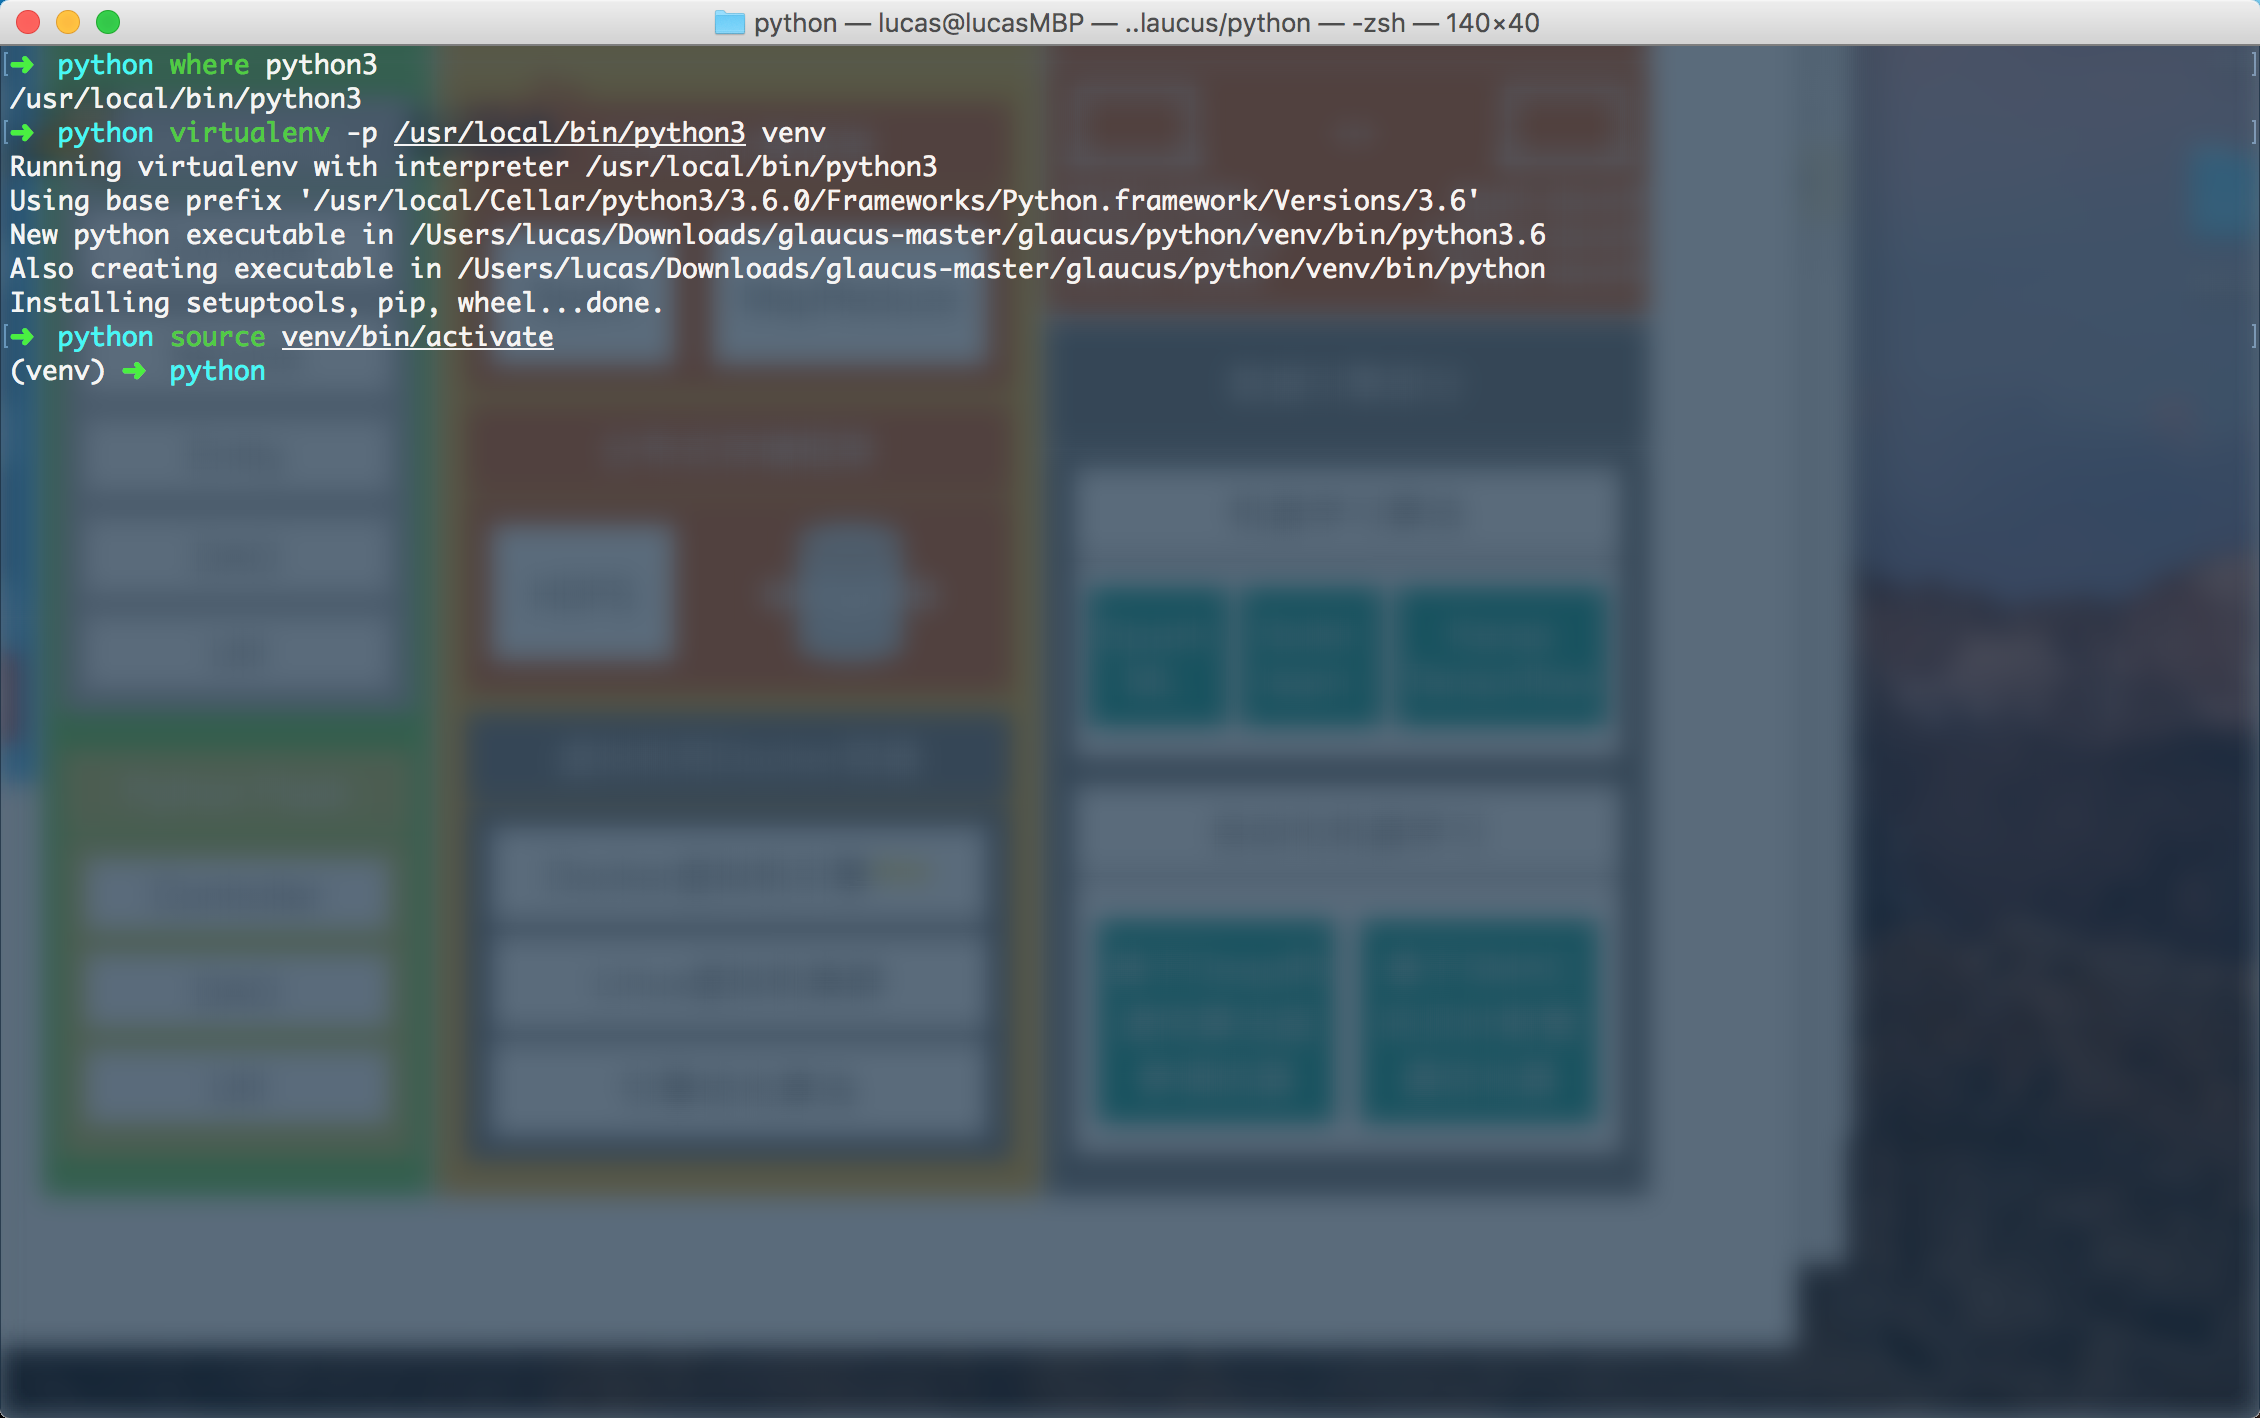 python — lucas@lucasMBP — ..laucus/python — -zsh — 140×40
➜ python where python3
/usr/local/bin/python3
➜ python virtualenv -p /usr/local/bin/python3 venv
Running virtualenv with interpreter /usr/local/bin/python3
Using base prefix '/usr/local/Cellar/python3/3.6.0/Frameworks/Python.framework/Versions/3.6'
New python executable in /Users/lucas/Downloads/glaucus-master/glaucus/python/venv/bin/python3.6
Also creating executable in /Users/lucas/Downloads/glaucus-master/glaucus/python/venv/bin/python
Installing setuptools, pip, wheel...done.
➜ python source venv/bin/activate
(venv) ➜ python